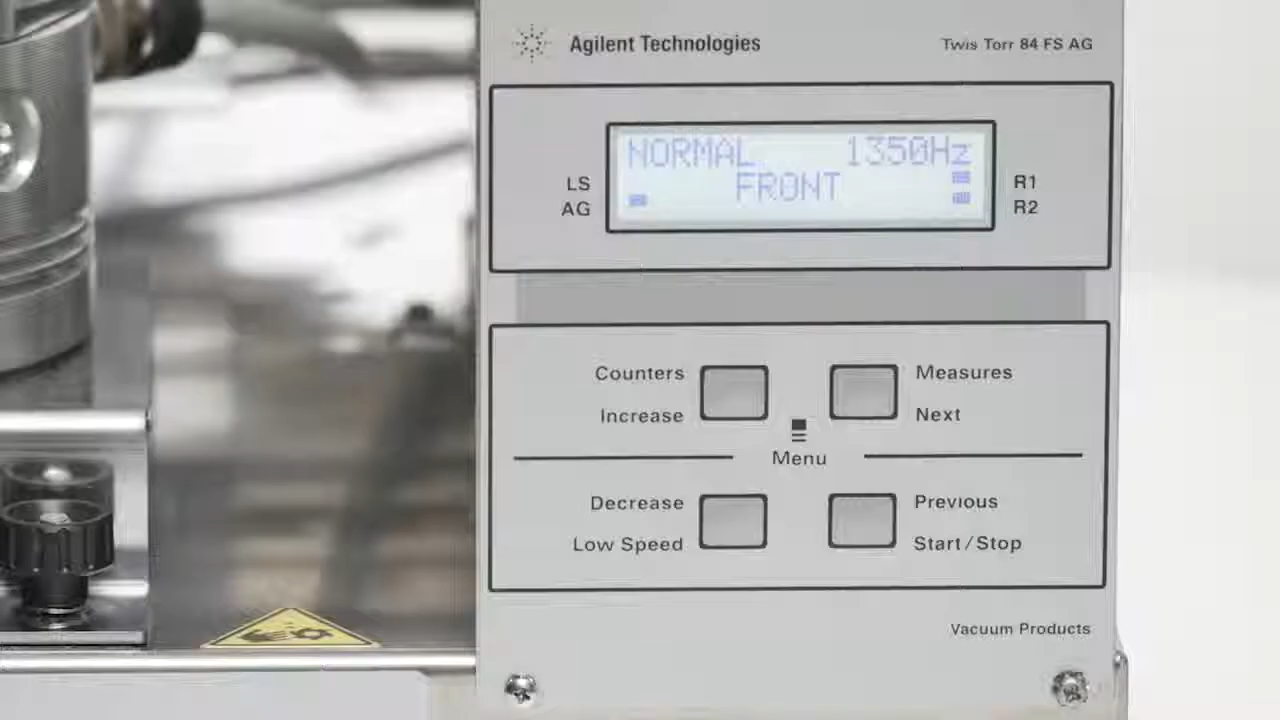 Agilent Technologies
Twis Torr 84 FS AG
NORMAL 1350Hz
FRONT
LS
AG
R1
R2
Counters
Increase
Measures
Next
Menu
Decrease
Low Speed
Previous
Start/Stop
Vacuum Products